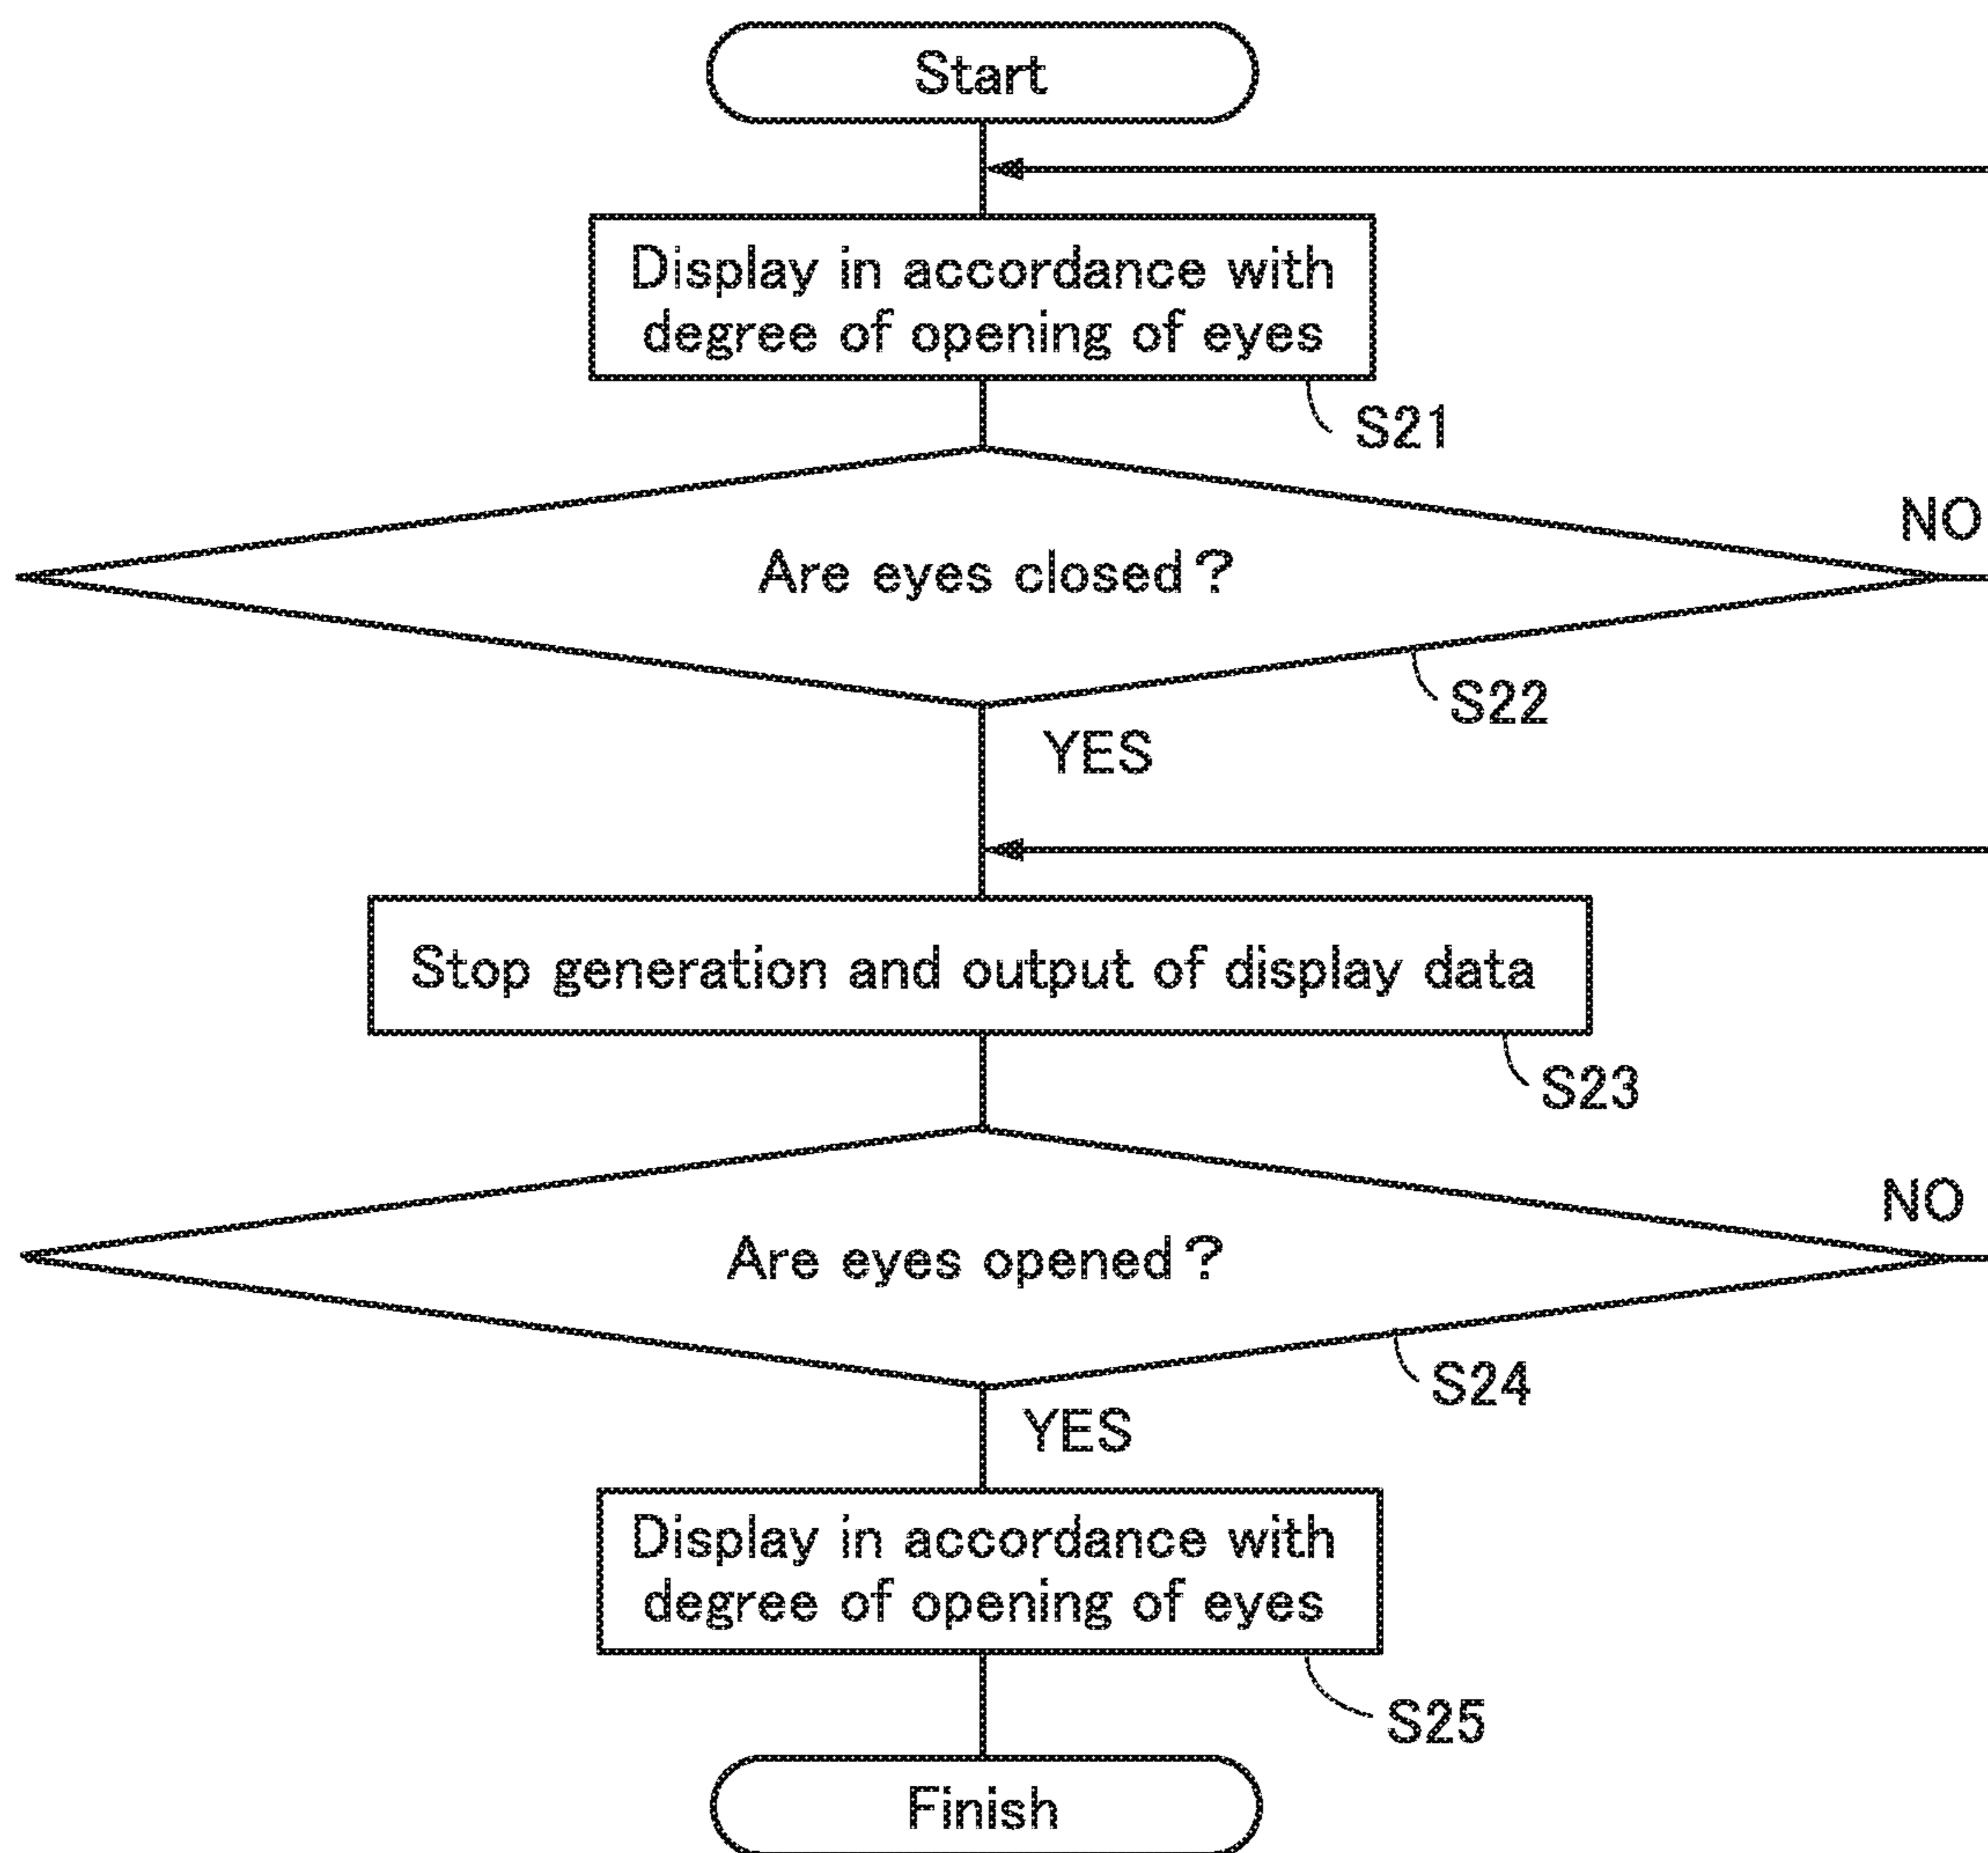 Start
Display in accordance with
degree of opening of eyes
S21
NO
Are eyes closed?
S22
YES
Stop generation and output of display data
S23
NO
Are eyes opened?
S24
YES
Display in accordance with
degree of opening of eyes
S25
Finish